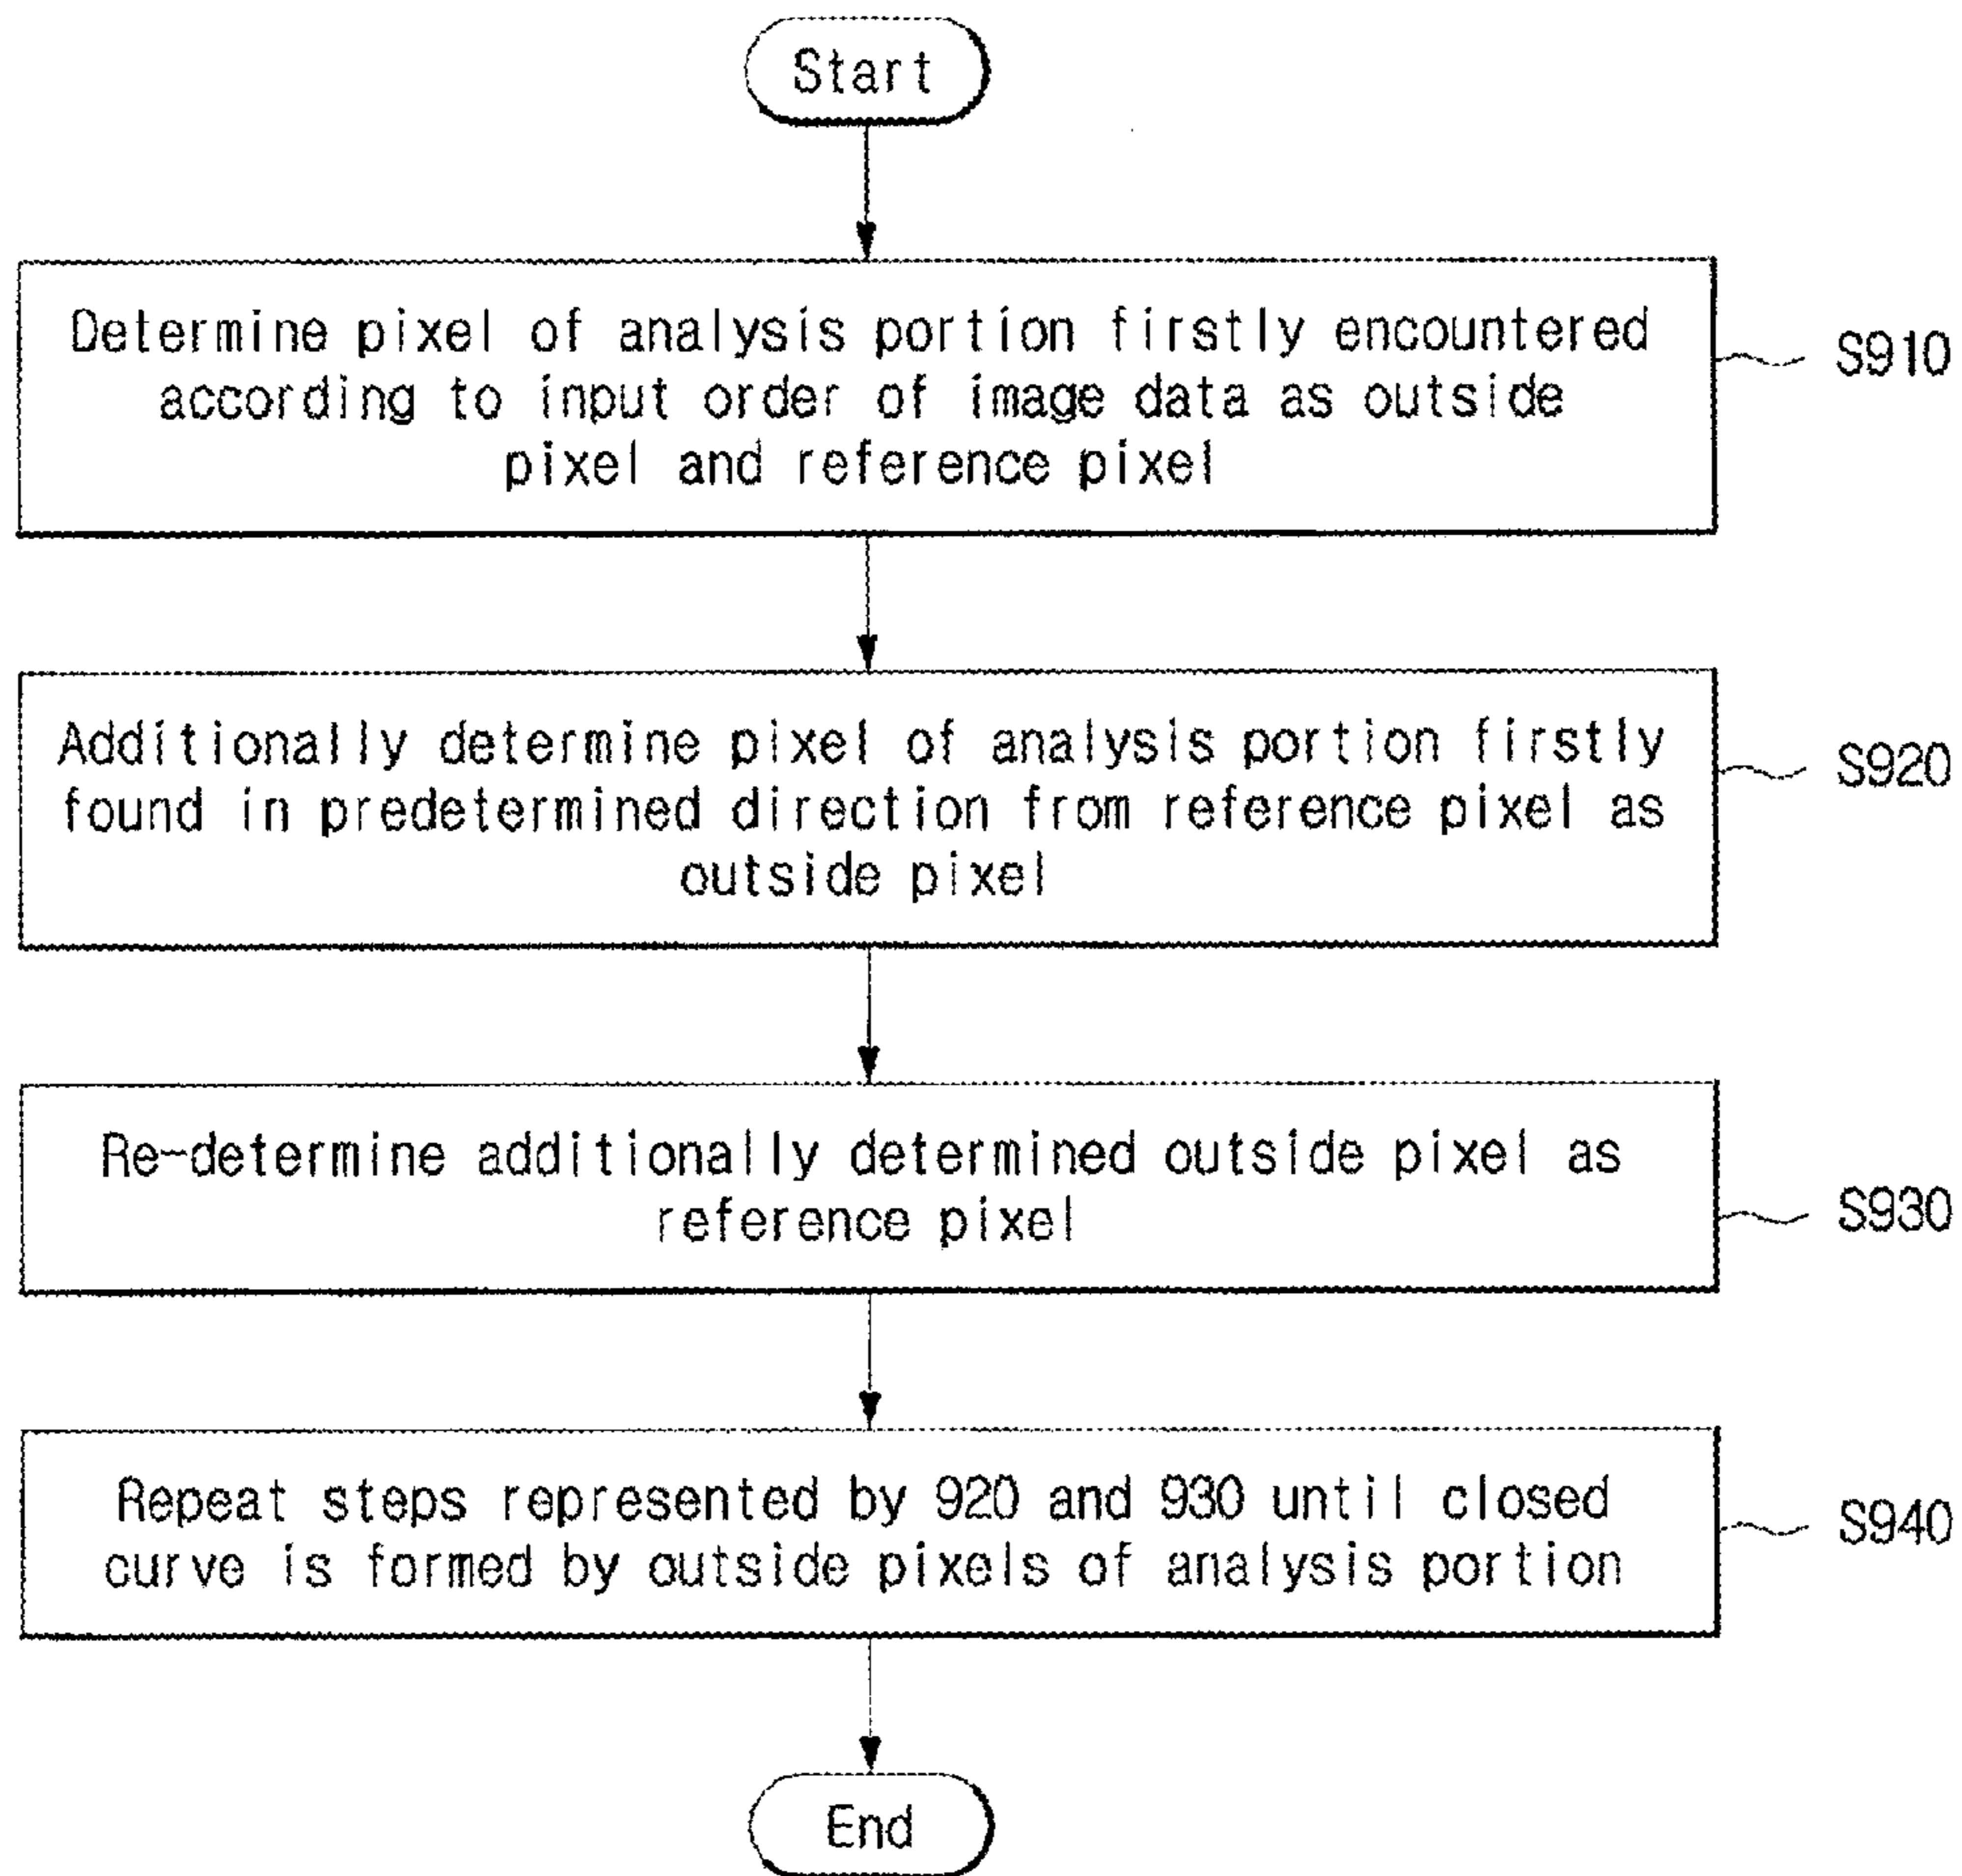 Start
Determine pixel of analysis portion firstly encountered
according to input order of image data as outside
pixel and reference pixel
S910
Additionally determine pixel of analysis portion firstly
found in predetermined direction from reference pixel as
outside pixel
S920
Re-determine additionally determined outside pixel as
reference pixel
S930
Repeat steps represented by 920 and 930 until closed
curve is formed by outside pixels of analysis portion
S940
End